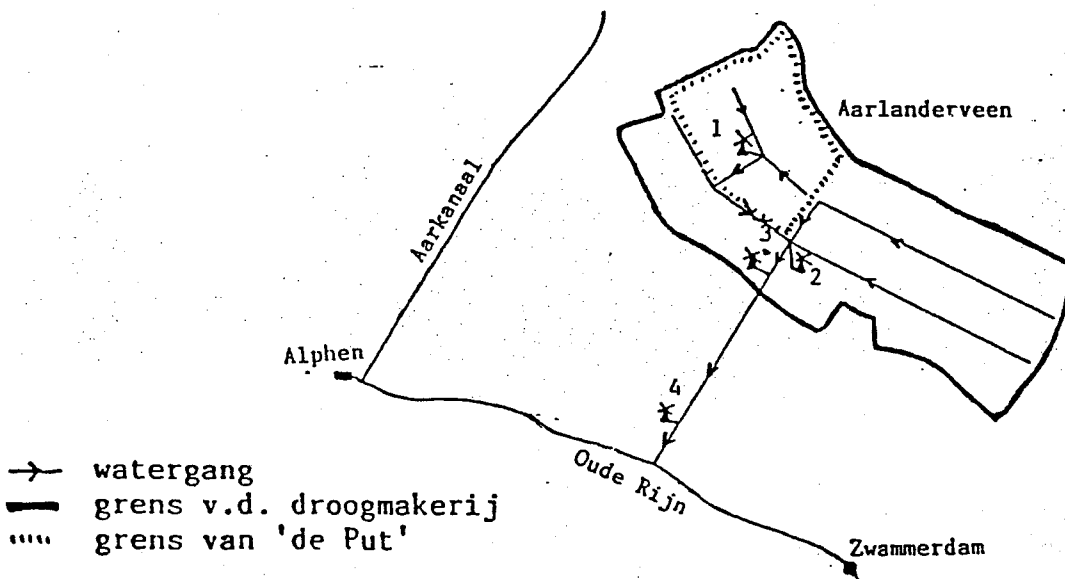 Aarlanderveen
1
Aarkanaal
3
2
Alphen
4
Oude Rijn
watergang
grens v.d. droogmakerij
grens van 'de Put'
Zwammerdam